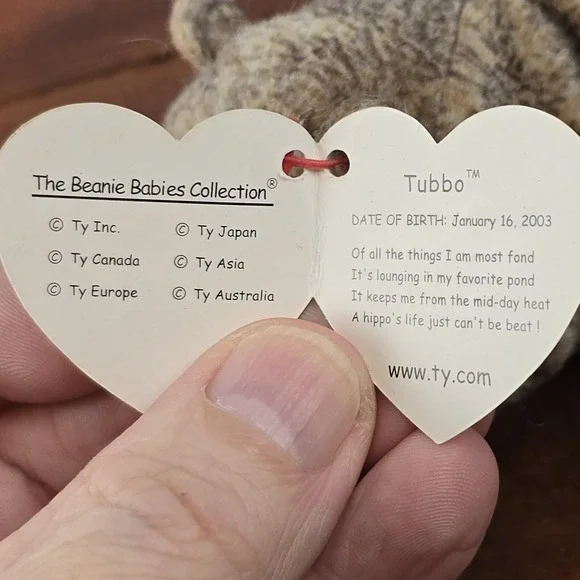 The Beanie Babies Collection®
© Ty Inc.
© Ty Canada
© Ty Europe
© Ty Japan
© Ty Asia
© Ty Australia
Tubbo™
DATE OF BIRTH: January 16, 2003
Of all the things I am most fond
It's lounging in my favorite pond
It keeps me from the mid-day heat
A hippo's life just can't be beat !
www.ty.com